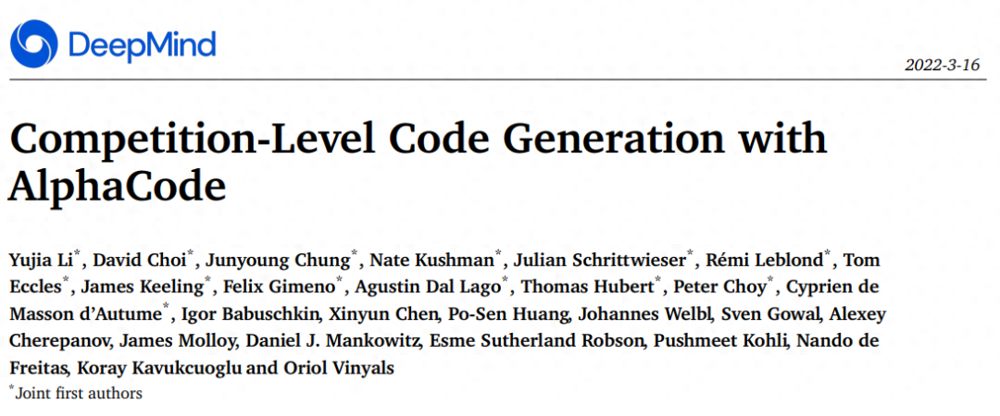 DeepMind
2022-3-16
Competition-Level Code Generation with
AlphaCode
Yujia Li*, David Choi*, Junyoung Chung*, Nate Kushman*, Julian Schrittwieser*, Rémi Leblond*, Tom
Eccles*, James Keeling*, Felix Gimeno*, Agustin Dal Lago*, Thomas Hubert*, Peter Choy*, Cyprien de
Masson d’Autume*, Igor Babuschkin, Xinyun Chen, Po-Sen Huang, Johannes Welbl, Sven Gowal, Alexey
Cherepanov, James Molloy, Daniel J. Mankowitz, Esme Sutherland Robson, Pushmeet Kohli, Nando de
Freitas, Koray Kavukcuoglu and Oriol Vinyals
*Joint first authors